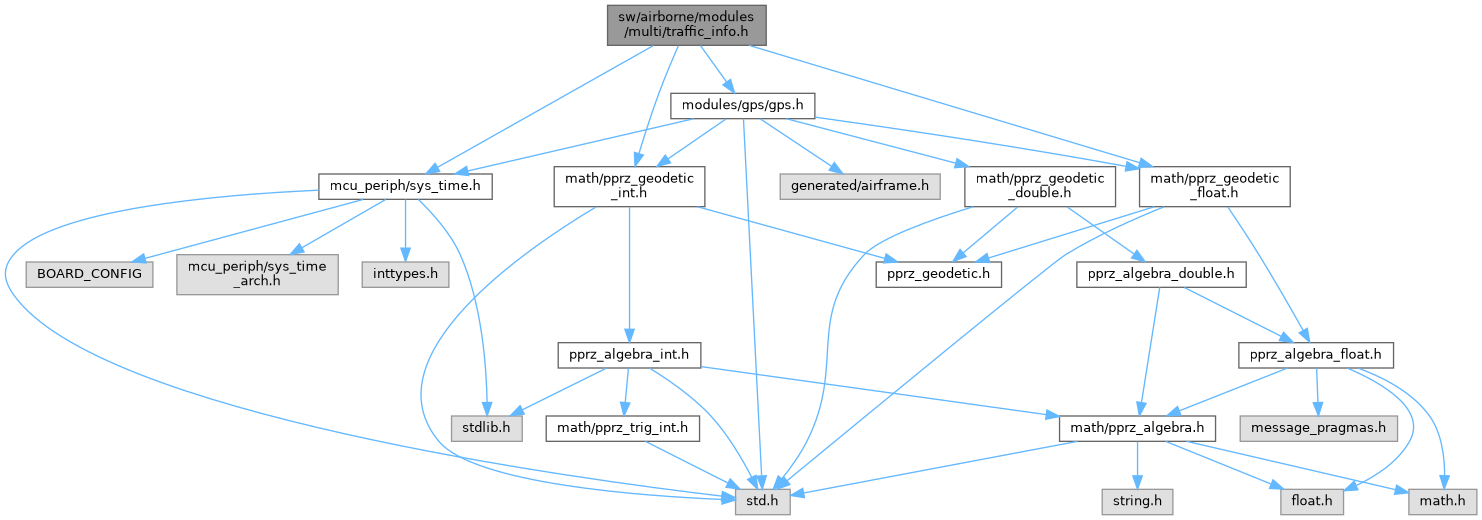 sw/airborne/modules
/multi/traffic_info.h
modules/gps/gps.h
mcu_periph/sys_time.h
math/pprz_geodetic
_int.h
generated/airframe.h
math/pprz_geodetic
_double.h
math/pprz_geodetic
_float.h
BOARD_CONFIG
mcu_periph/sys_time
_arch.h
inttypes.h
pprz_geodetic.h
pprz_algebra_double.h
pprz_algebra_int.h
pprz_algebra_float.h
stdlib.h
math/pprz_trig_int.h
math/pprz_algebra.h
message_pragmas.h
std.h
string.h
float.h
math.h